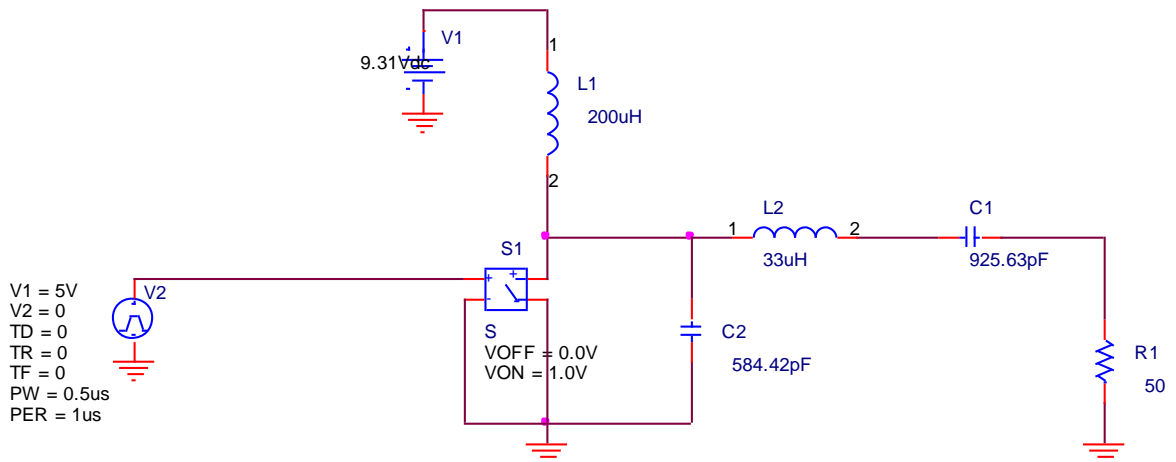 V1
9.31Vdc
1
L1
200uH
2
L2
1
2
33uH
C1
925.63pF
S1
+
+
-
S
VOFF = 0.0V
VON = 1.0V
V1 = 5V
V2 = 0
TD = 0
TR = 0
TF = 0
PW = 0.5us
PER = 1us
V2
C2
584.42pF
R1
50